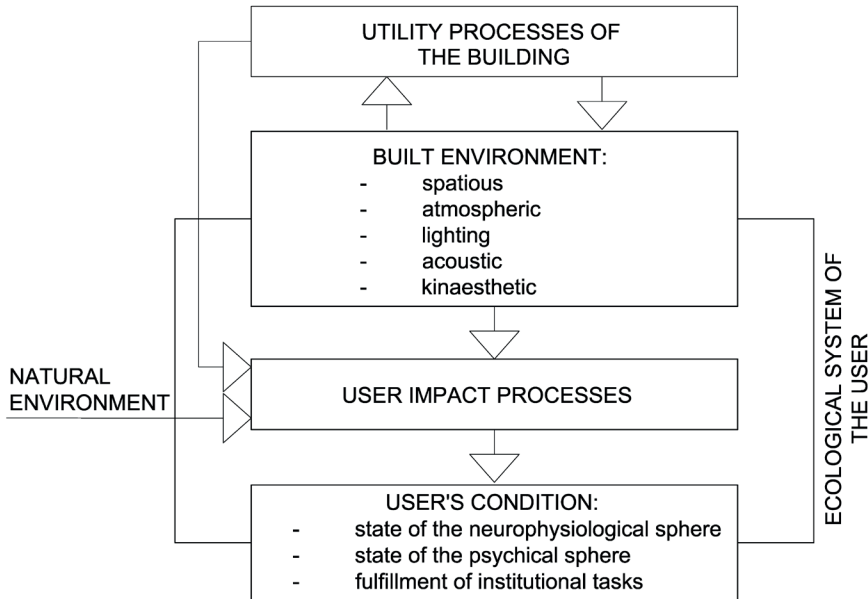 UTILITY PROCESSES OF
THE BUILDING
BUILT ENVIRONMENT:
- spatious
- atmospheric
- lighting
- acoustic
- kinaesthetic
NATURAL
ENVIRONMENT
USER IMPACT PROCESSES
USER'S CONDITION:
- state of the neurophysiological sphere
- state of the psychical sphere
- fulfillment of institutional tasks
ECOLOGICAL SYSTEM OF
THE USER